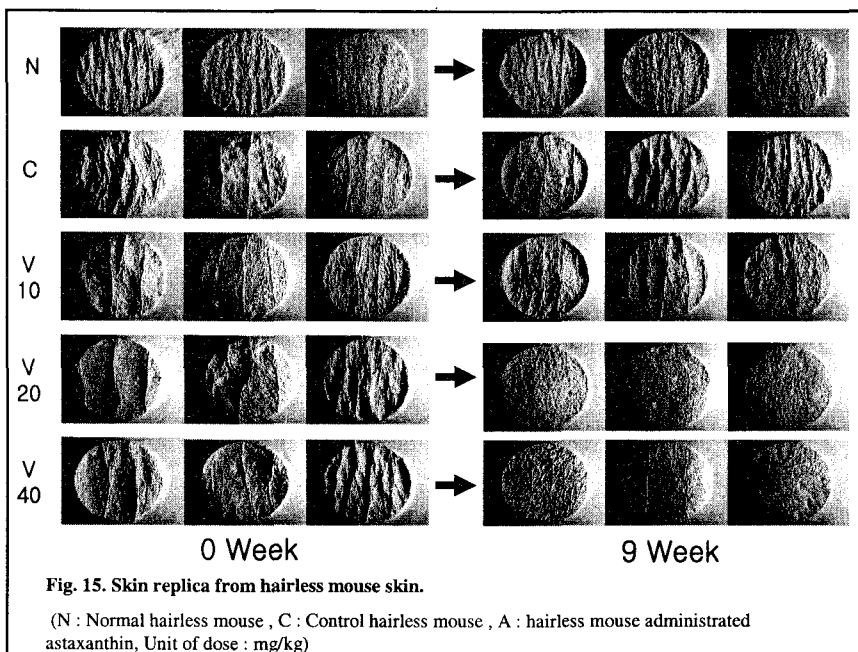 N
C
V
10
V
20
V
40
0 Week 9 Week
Fig. 15. Skin replica from hairless mouse skin.
(N : Normal hairless mouse , C : Control hairless mouse , A : hairless mouse administrated
astaxanthin, Unit of dose : mg/kg)